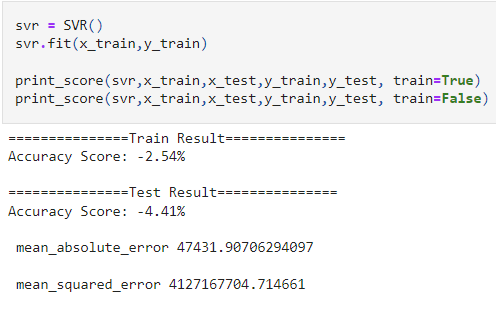 svr = SVR()
svr.fit(x_train,y_train)
print_score(svr,x_train,x_test,y_train,y_test, train=True)
print_score(svr,x_train,x_test,y_train,y_test, train=False)
===============Train Result===============
Accuracy Score: -2.54%
===============Test Result===============
Accuracy Score: -4.41%
mean_absolute_error 47431.90706294097
mean_squared_error 4127167704.714661